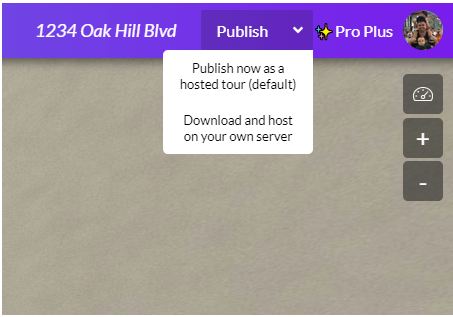 1234 Oak Hill Blvd
Publish
Pro Plus
Publish now as a
hosted tour (default)
Download and host
on your own server
+
-